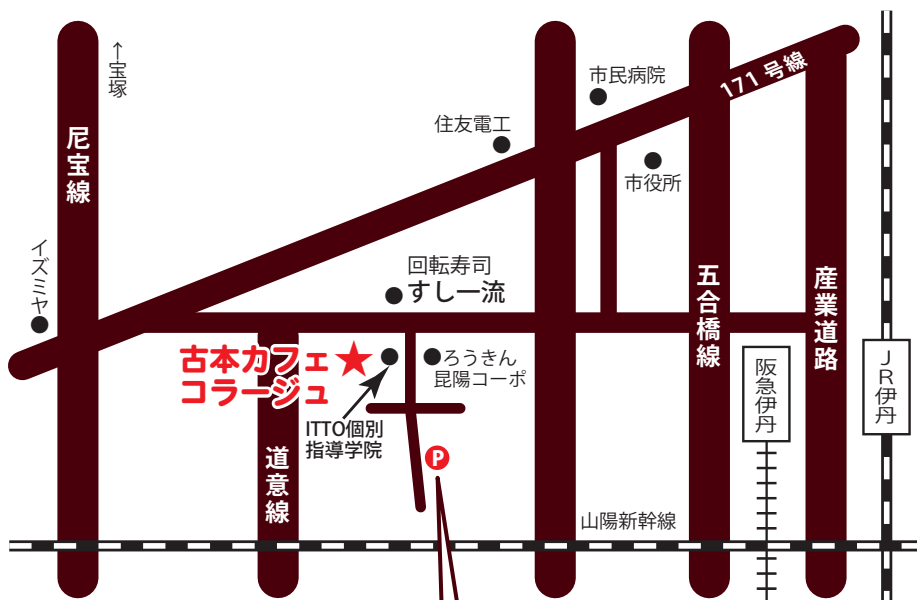 ↑宝塚
尼宝線
171 号線
市民病院
住友電工
市役所
イズミヤ
回転寿司
すし一流
五合橋線
産業道路
古本カフェ
コラージュ
ろうきん
昆陽コーポ
阪急伊丹
JR伊丹
ITTO個別
指導学院
道意線
P
山陽新幹線